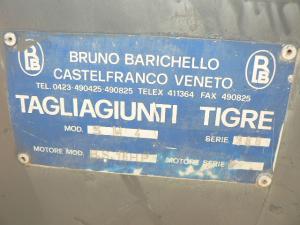 BRUNO BARICHELLO
CASTELFRANCO VENETO
TEL. 0423-490425-490825 TELEX 411364 FAX 490825
TAGLIAGIUNTI TIGRE
MOD. SERIE
MOTORE MOD. MOTORE SERIE